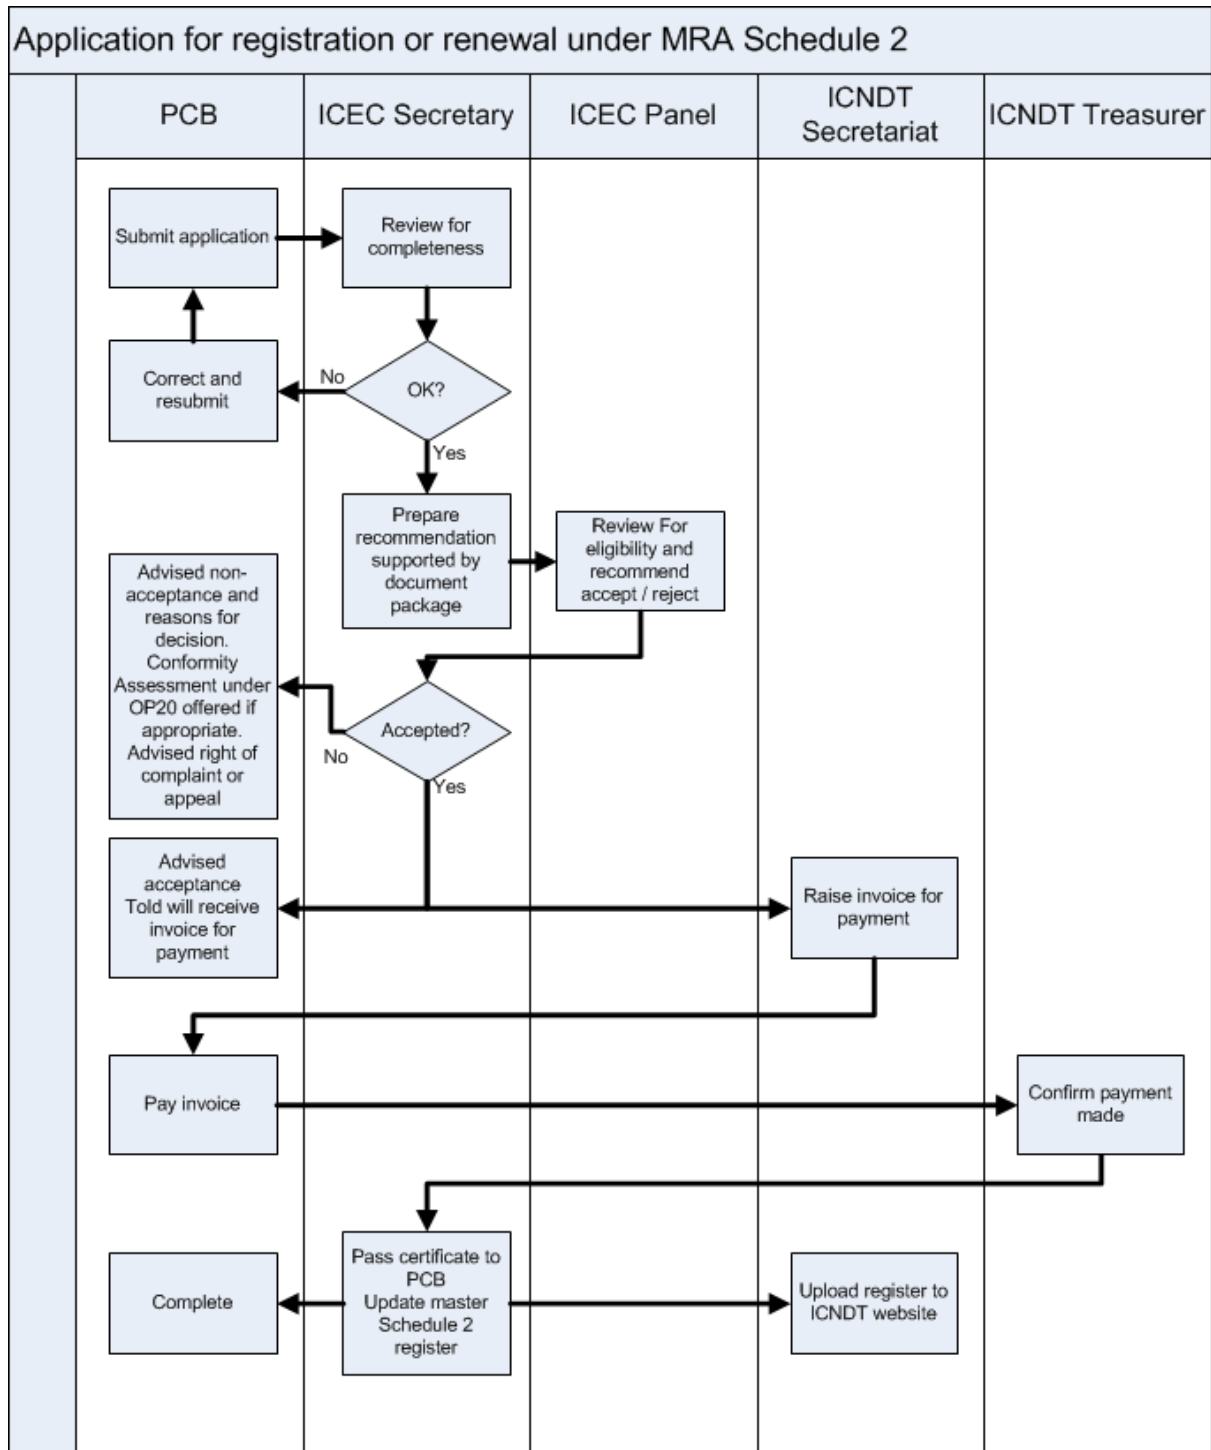 Application for registration or renewal under MRA Schedule 2
PCB
ICEC Secretary
ICEC Panel
ICNDT
Secretariat
ICNDT Treasurer
Submit application
Review for
completeness
Correct and
resubmit
No
OK?
Yes
Prepare
recommendation
supported by
document
package
Review For
eligibility and
recommend
accept / reject
Advised non-
acceptance and
reasons for
decision.
Conformity
Assessment under
OP20 offered if
appropriate.
Advised right of
complaint or
appeal
Accepted?
No
Yes
Advised
acceptance
Told will receive
invoice for
payment
Raise invoice for
payment
Pay invoice
Confirm payment
made
Complete
Pass certificate to
PCB
Update master
Schedule 2
register
Upload register to
ICNDT website